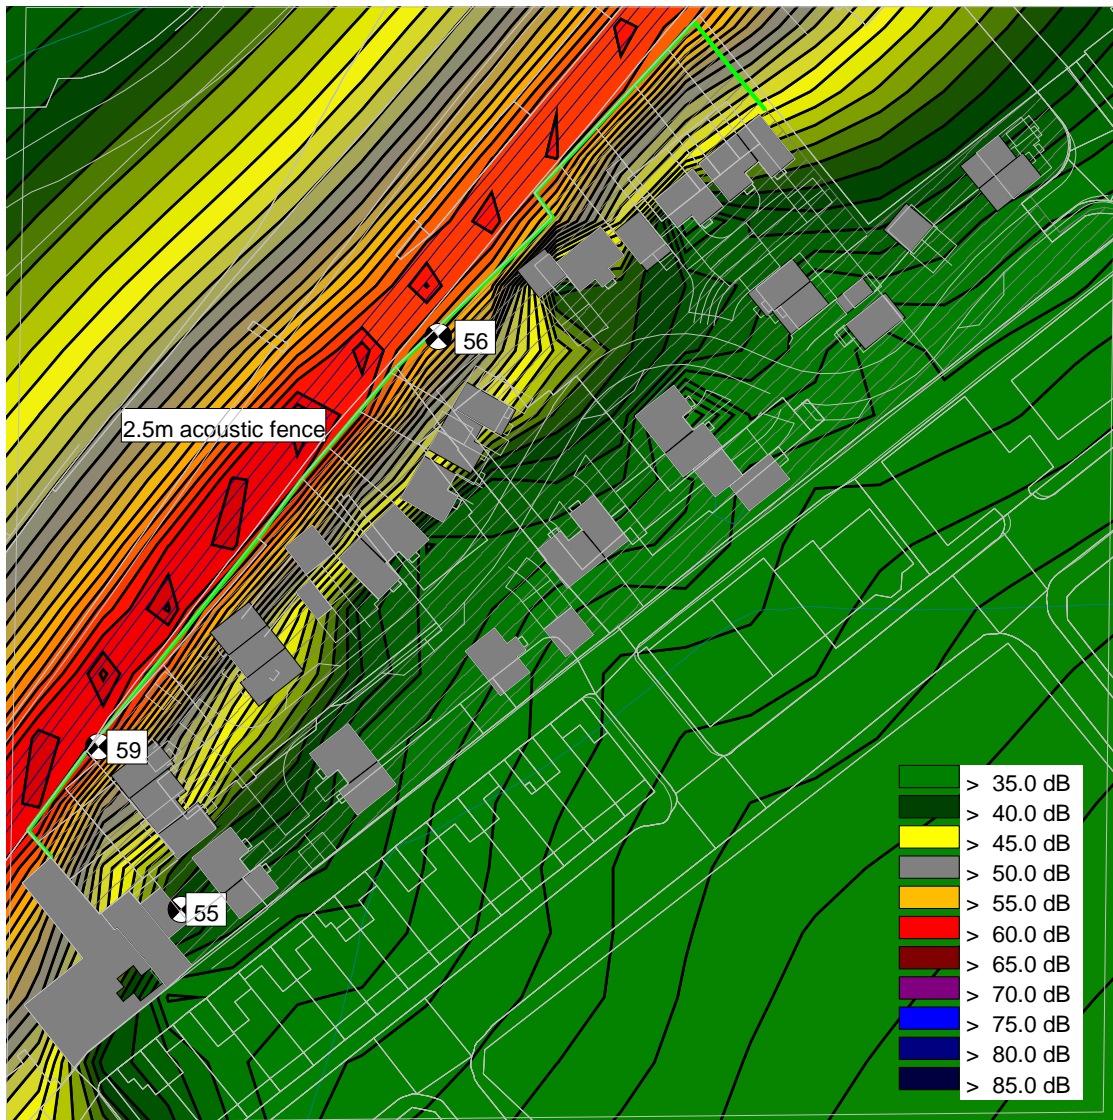 56
2.5m acoustic fence
59
55
> 35.0 dB
> 40.0 dB
> 45.0 dB
> 50.0 dB
> 55.0 dB
> 60.0 dB
> 65.0 dB
> 70.0 dB
> 75.0 dB
> 80.0 dB
> 85.0 dB